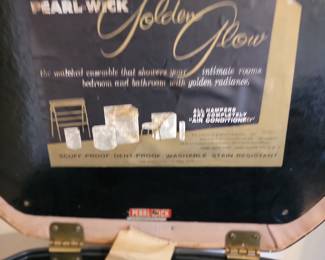 PEARL-WICK
Golden
Glow
the matched ensemble that showers your intimate rooms
bedroom and bathroom with golden radiance.
ALL HAMPERS
ARE COMPLETELY
"AIR CONDITIONED"
SCUFF-PROOF DENT-PROOF WASHABLE STAIN RESISTANT
PEARL-WICK